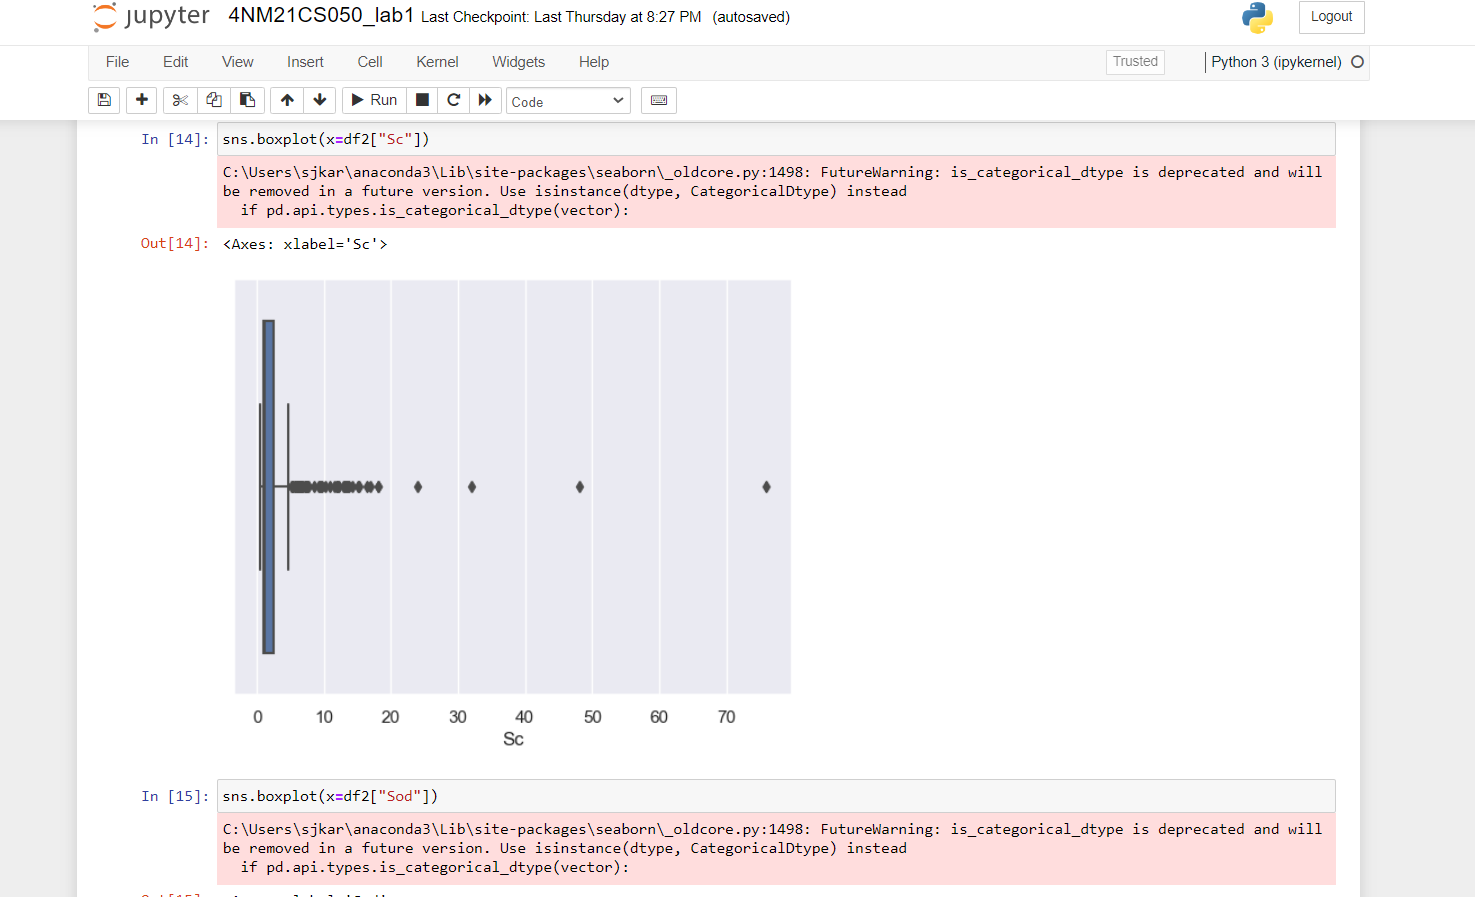 jupyter 4NM21CS050_lab1 Last Checkpoint: Last Thursday at 8:27 PM (autosaved)
Logout
File Edit View Insert Cell Kernel Widgets Help
Trusted
Python 3 (ipykernel)
Run
Code
In [14]: sns.boxplot(x=df2["Sc"])
C:\Users\sjkar\anaconda3\Lib\site-packages\seaborn\_oldcore.py:1498: FutureWarning: is_categorical_dtype is deprecated and will
be removed in a future version. Use isinstance(dtype, CategoricalDtype) instead
if pd.api.types.is_categorical_dtype(vector):
Out[14]: <Axes: xlabel='Sc'>
0 10 20 30 40 50 60 70
Sc
In [15]: sns.boxplot(x=df2["Sod"])
C:\Users\sjkar\anaconda3\Lib\site-packages\seaborn\_oldcore.py:1498: FutureWarning: is_categorical_dtype is deprecated and will
be removed in a future version. Use isinstance(dtype, CategoricalDtype) instead
if pd.api.types.is_categorical_dtype(vector):